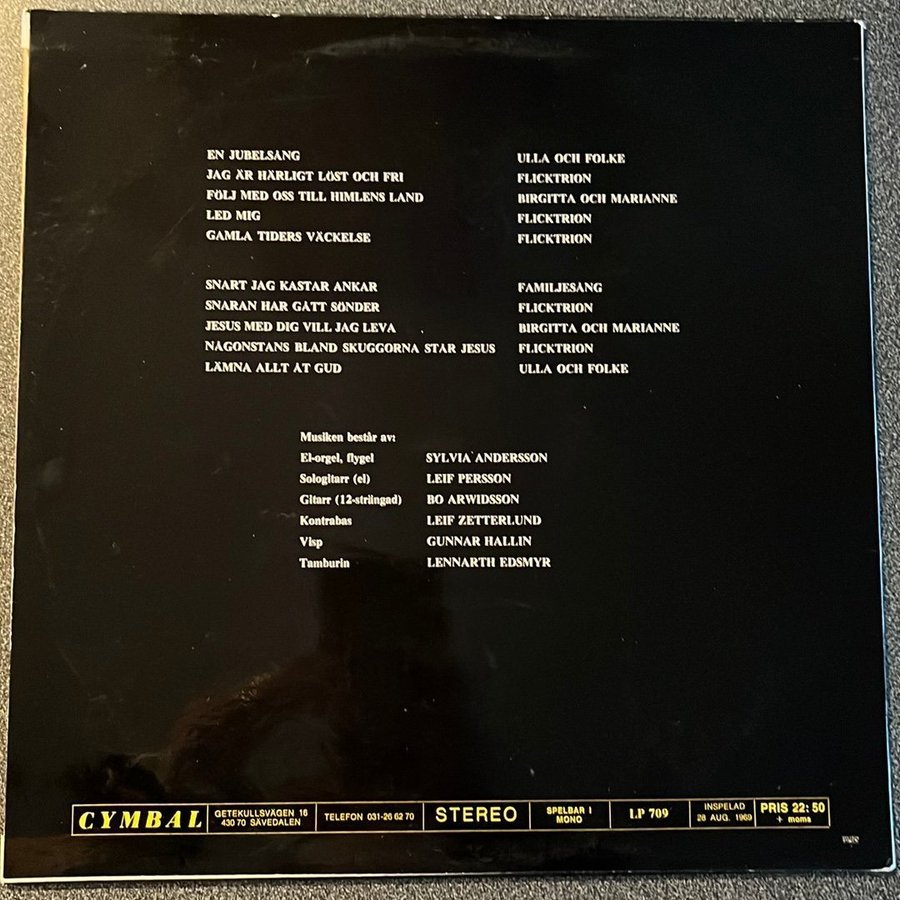 EN JUBELSÅNG ULLA OCH FOLKE
JAG ÄR HÄRLIGT LÖST OCH FRI FLICKTRION
FÖLJ MED OSS TILL HIMLENS LAND BIRGITTA OCH MARIANNE
LED MIG FLICKTRION
GAMLA TIDERS VÄCKELSE FLICKTRION
SNART JAG KASTAR ANKAR FAMILJESÅNG
SNARAN HAR GÅTT SÖNDER FLICKTRION
JESUS MED DIG VILL JAG LEVA BIRGITTA OCH MARIANNE
NÅGONSTANS BLAND SKUGGORNA STÅR JESUS FLICKTRION
LÄMNA ALLT ÅT GUD ULLA OCH FOLKE
Musiken består av:
El-orgel, flygel SYLVIA ANDERSSON
Sologitarr (el) LEIF PERSSON
Gitarr (12-strängad) BO ARWIDSSON
Kontrabas LEIF ZETTERLUND
Visp GUNNAR HALLIN
Tamburin LENNARTH EDSMYR
CYMBAL
GETEKULLSVÄGEN 16
430 70 SÄVEDALEN
TELEFON 031-26 62 70
STEREO
SPELBAR I
MONO
LP 709
INSPELAD
28 AUG. 1969
PRIS 22:50
+ moms